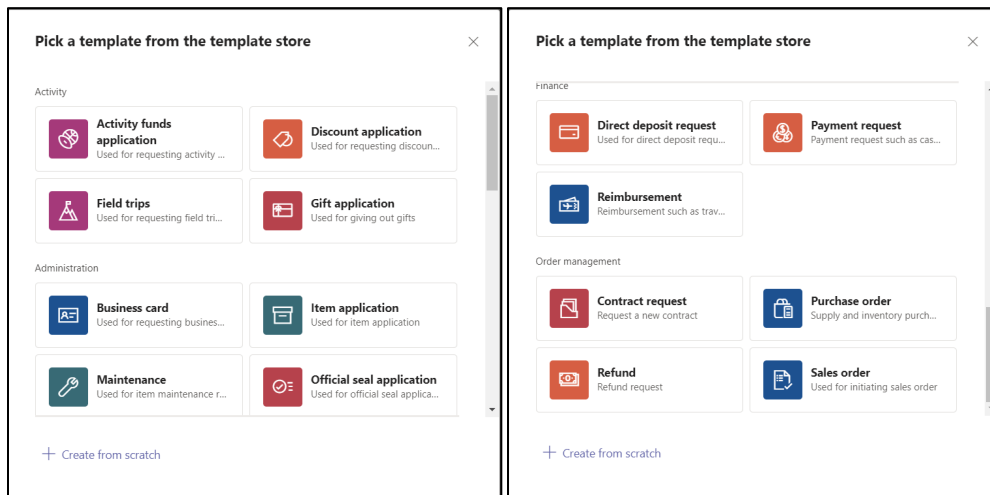 Pick a template from the template store
Activity
Activity funds
application
Used for requesting activity ...
Discount application
Used for requesting discoun...
Field trips
Used for requesting field tri...
Gift application
Used for giving out gifts
Administration
Business card
Used for requesting busines...
Item application
Used for item application
Maintenance
Used for item maintenance r...
Official seal application
Used for official seal applica...
Create from scratch
Pick a template from the template store
Finance
Direct deposit request
Used for direct deposit requ...
Payment request
Payment request such as cas...
Reimbursement
Reimbursement such as trav...
Order management
Contract request
Request a new contract
Purchase order
Supply and inventory purch...
Refund
Refund request
Sales order
Used for initiating sales order
Create from scratch